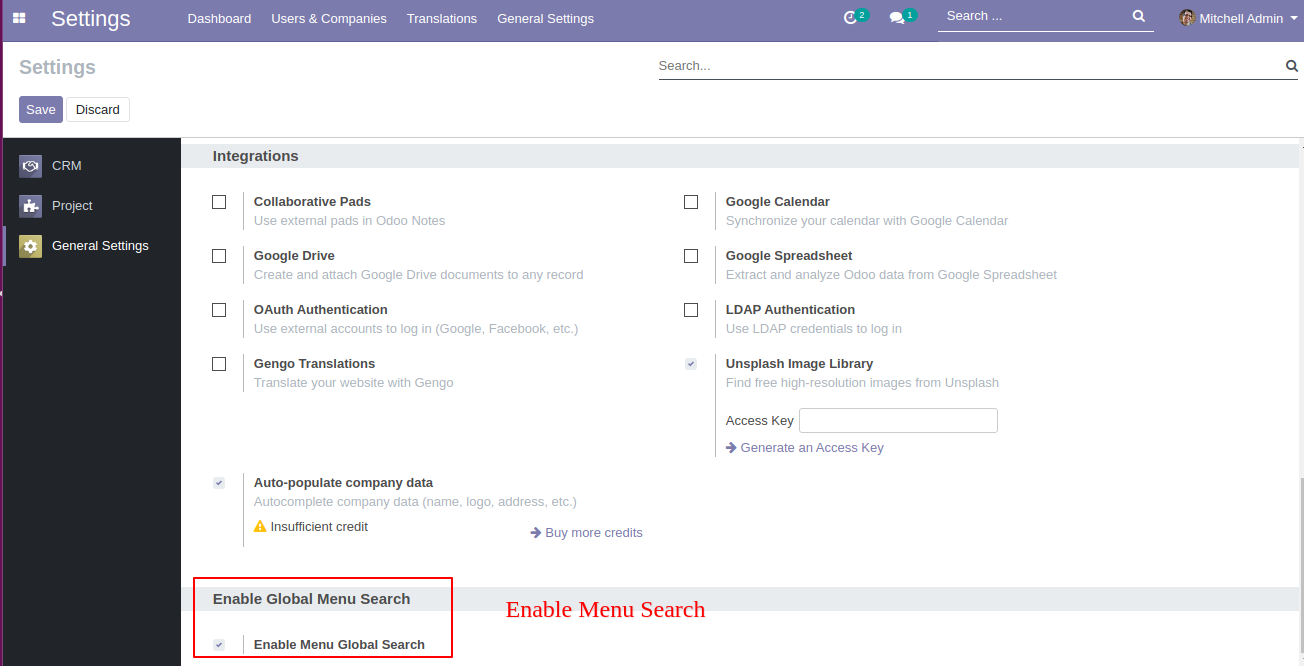 Settings Dashboard Users & Companies Translations General Settings 2 1 Search ... Mitchell Admin
Settings Search...
Save Discard
CRM
Project
General Settings
Integrations
Collaborative Pads
Use external pads in Odoo Notes
Google Calendar
Synchronize your calendar with Google Calendar
Google Drive
Create and attach Google Drive documents to any record
Google Spreadsheet
Extract and analyze Odoo data from Google Spreadsheet
OAuth Authentication
Use external accounts to log in (Google, Facebook, etc.)
LDAP Authentication
Use LDAP credentials to log in
Gengo Translations
Translate your website with Gengo
Unsplash Image Library
Find free high-resolution images from Unsplash
Access Key
Generate an Access Key
Auto-populate company data
Autocomplete company data (name, logo, address, etc.)
Insufficient credit
Buy more credits
Enable Global Menu Search
Enable Menu Search
Enable Menu Global Search